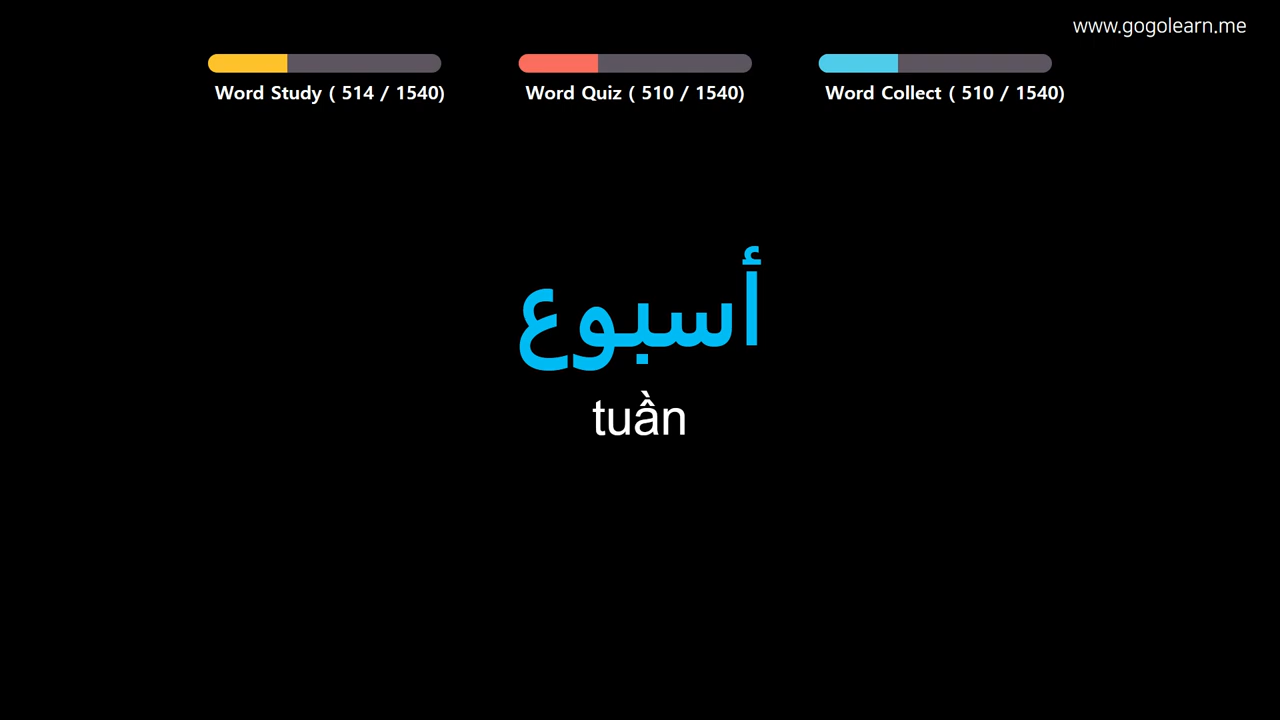 www.gogolearn.me
Word Study ( 514 / 1540)
Word Quiz ( 510 / 1540)
Word Collect ( 510 / 1540)
أسبوع
tuần